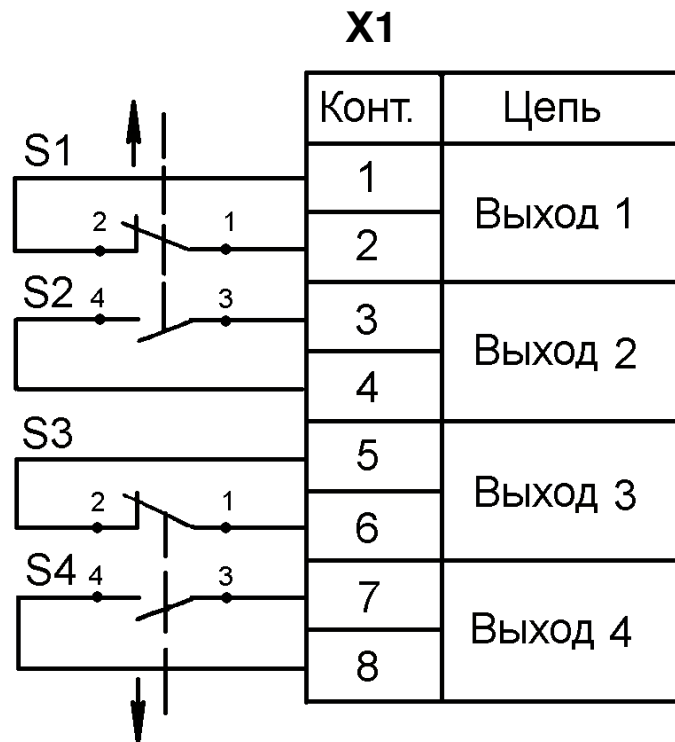 X1
Конт. Цепь
S1
1
2 1
Выход 1
2
S2 4 3
3
Выход 2
4
S3
5
2 1
Выход 3
6
S4 4 3
7
Выход 4
8